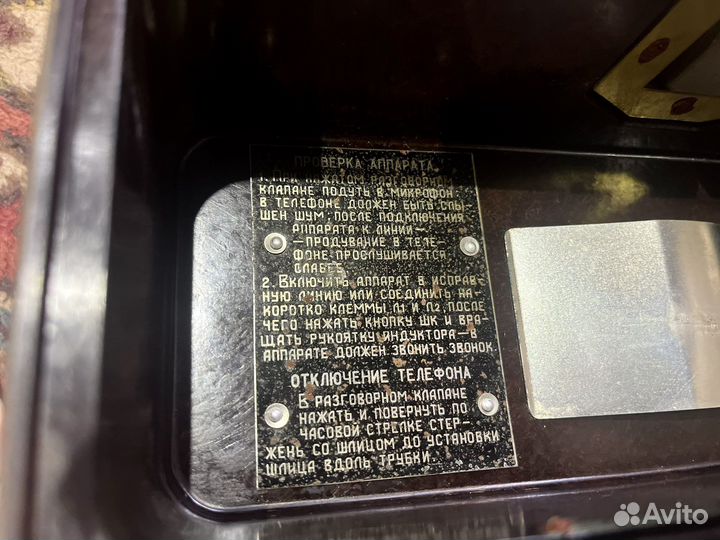 ПРОВЕРКА АППАРАТА
1. ПРИ НАЖАТОМ РАЗГОВОРНОМ
КЛАПАНЕ ПОДУТЬ В МИКРОФОН:
В ТЕЛЕФОНЕ ДОЛЖЕН БЫТЬ СЛЫ-
ШЕН ШУМ; ПОСЛЕ ПОДКЛЮЧЕНИЯ
АППАРАТА К ЛИНИИ—
—ПРОДУВАНИЕ В ТЕЛЕ-
ФОНЕ ПРОСЛУШИВАЕТСЯ
СЛАБЕЕ.
2. ВКЛЮЧИТЬ АППАРАТ В ИСПРАВ-
НУЮ ЛИНИЮ ИЛИ СОЕДИНИТЬ НА-
КОРОТКО КЛЕММЫ Л1 И Л2, ПОСЛЕ
ЧЕГО НАЖАТЬ КНОПКУ ШК И ВРА-
ЩАТЬ РУКОЯТКУ ИНДУКТОРА—В
АППАРАТЕ ДОЛЖЕН ЗВОНИТЬ ЗВОНОК
ОТКЛЮЧЕНИЕ ТЕЛЕФОНА
В РАЗГОВОРНОМ КЛАПАНЕ
НАЖАТЬ И ПОВЕРНУТЬ ПО
ЧАСОВОЙ СТРЕЛКЕ СТЕР-
ЖЕНЬ СО ШЛИЦОМ ДО УСТАНОВКИ
ШЛИЦА ВДОЛЬ ТРУБКИ.
Avito